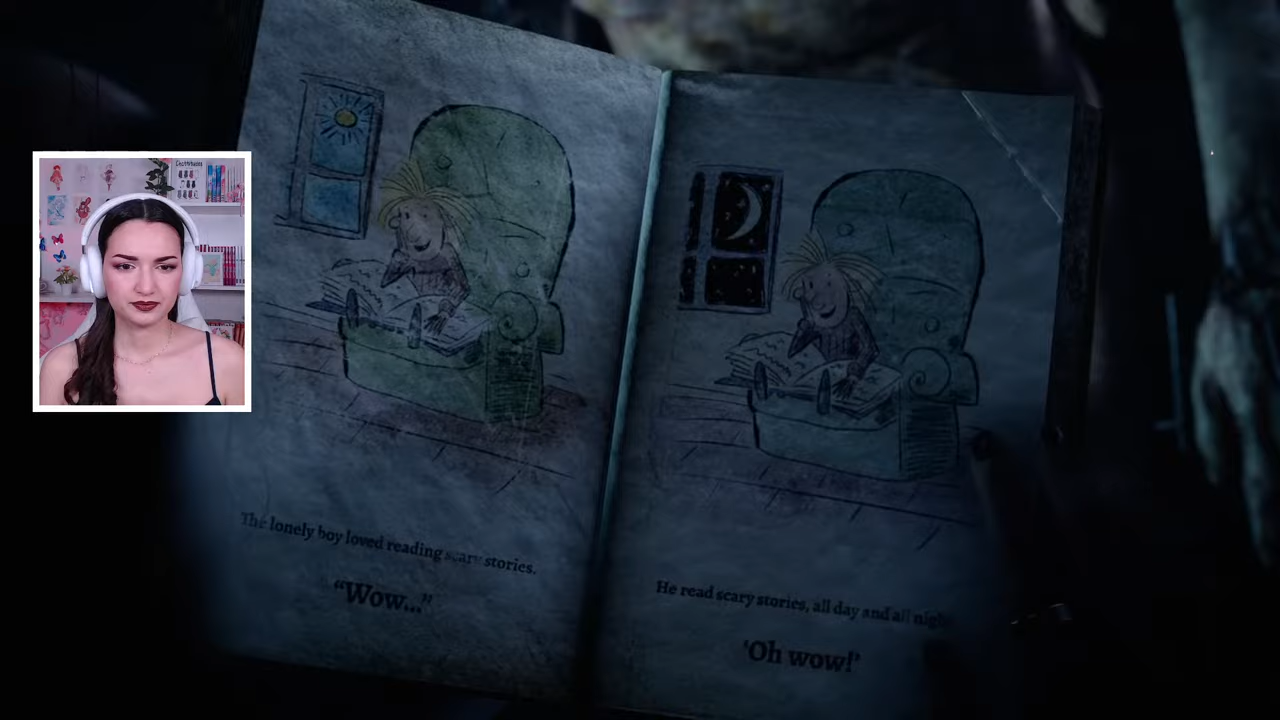 The lonely boy loved reading scary stories.
“Wow...”
He read scary stories, all day and all night
'Oh wow!'